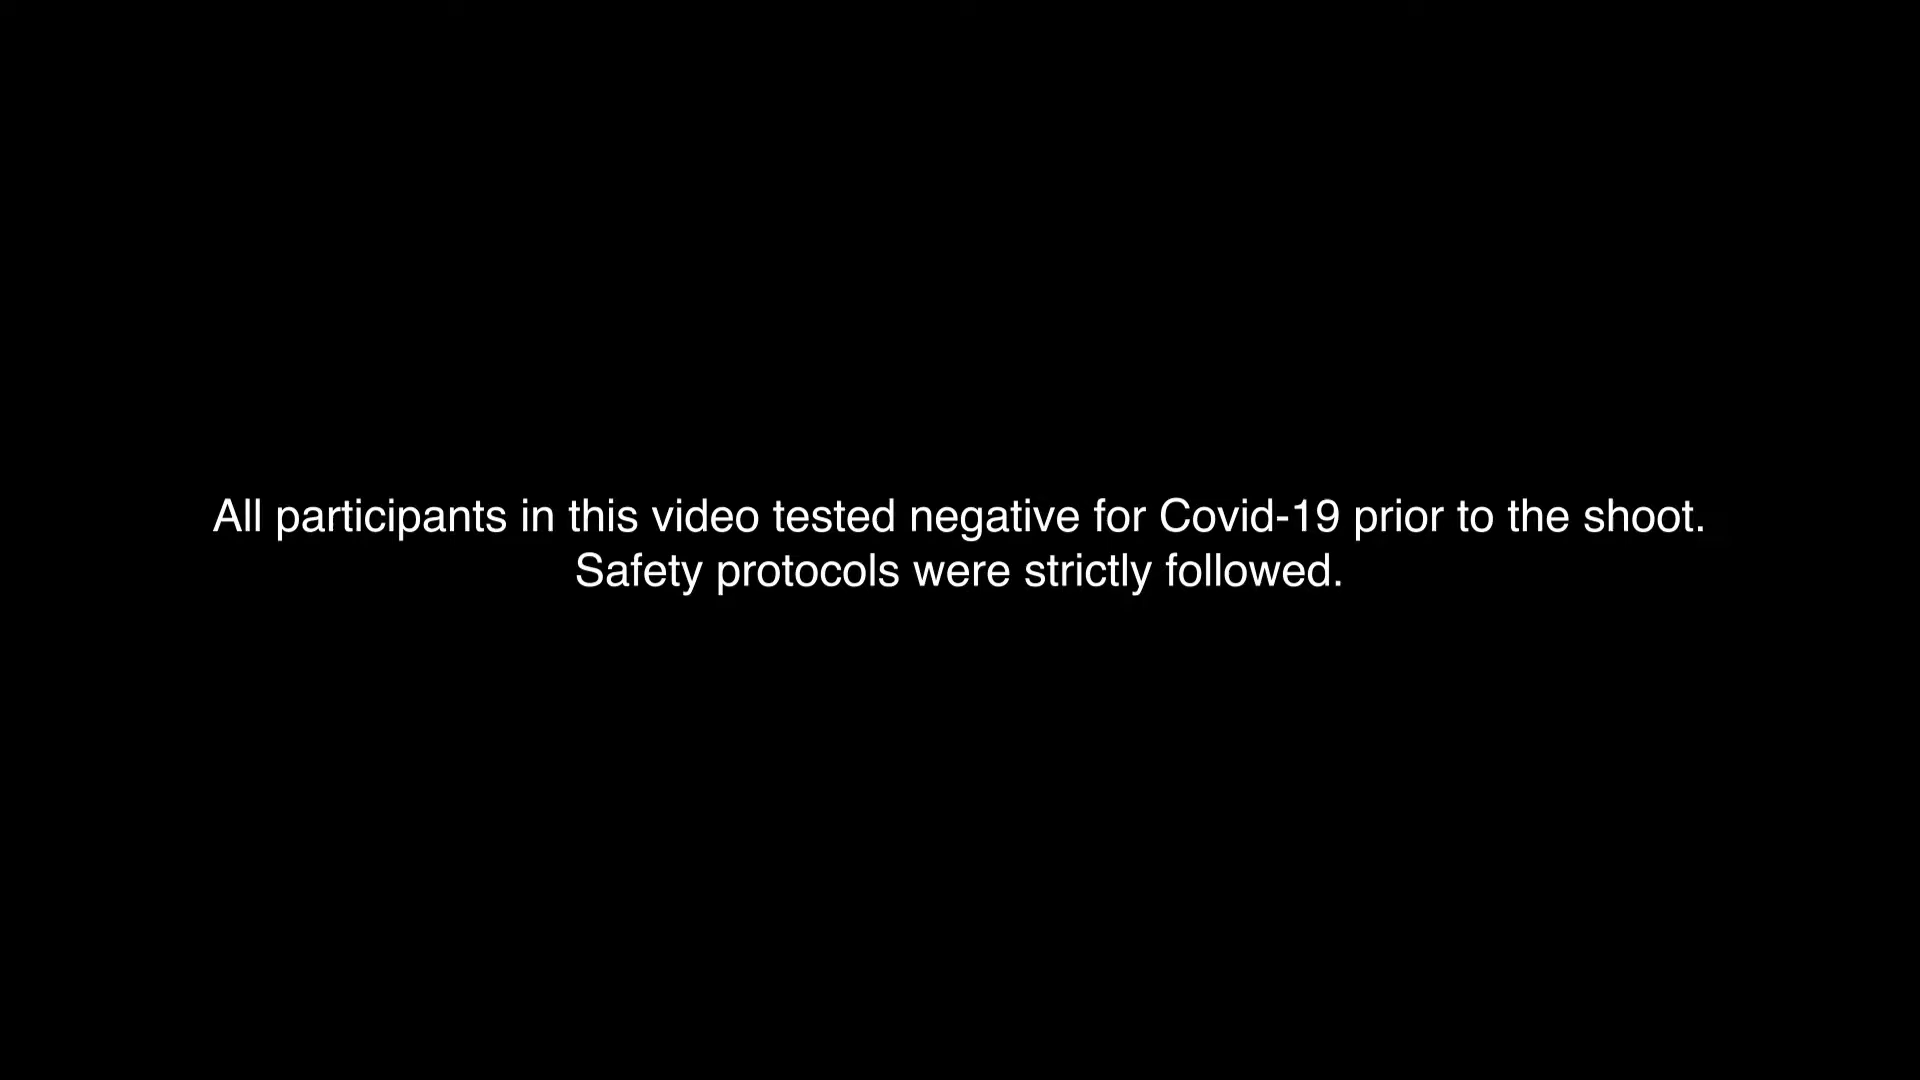 All participants in this video tested negative for Covid-19 prior to the shoot.
Safety protocols were strictly followed.